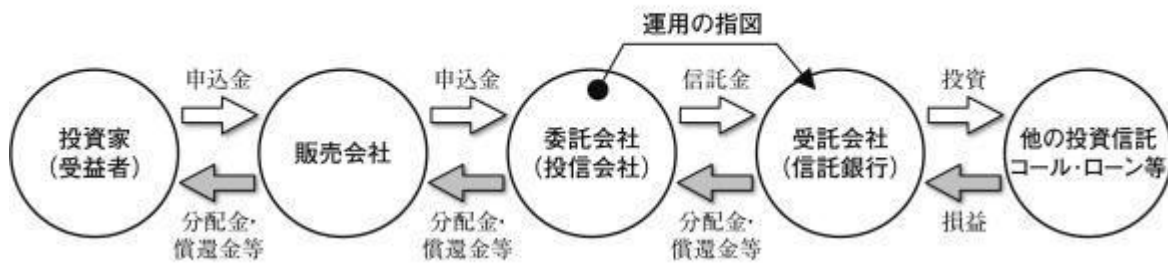 運用の指図
申込金
申込金
信託金
投資
投資家
(受益者)
販売会社
委託会社
(投信会社)
受託会社
(信託銀行)
他の投資信託
コール・ローン等
分配金・
償還金等
分配金・
償還金等
分配金・
償還金等
損益